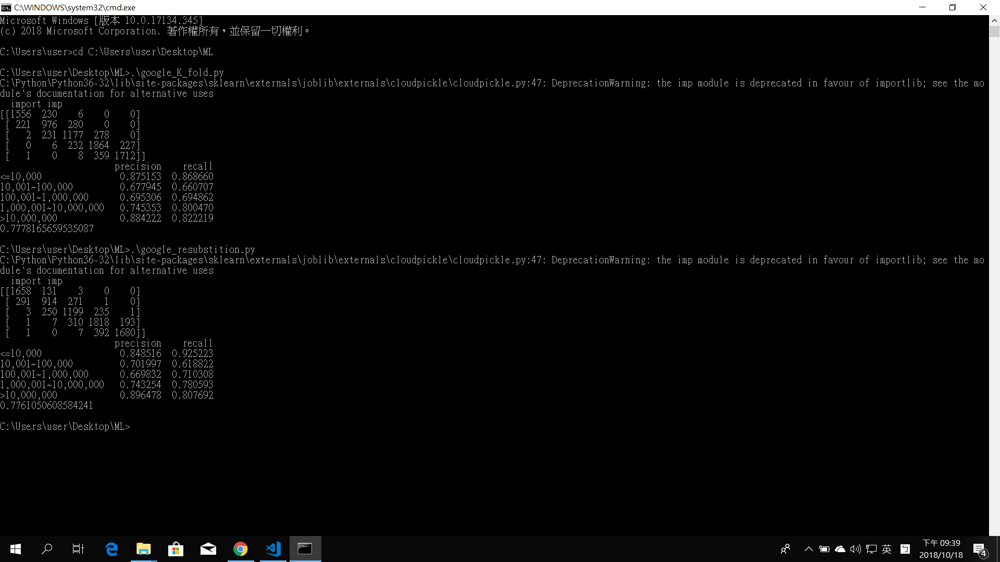 C:\WINDOWS\system32\cmd.exe
Microsoft Windows [版本 10.0.17134.345]
(c) 2018 Microsoft Corporation. 著作權所有，並保留一切權利。
C:\Users\user>cd C:\Users\user\Desktop\ML
C:\Users\user\Desktop\ML>.\google_K_fold.py
C:\Python\Python36-32\lib\site-packages\sklearn\externals\joblib\externals\cloudpickle\cloudpickle.py:47: DeprecationWarning: the imp module is deprecated in favour of importlib; see the mo
dule's documentation for alternative uses
  import imp
[[1556  230    6    0    0]
 [ 221  976  280    0    0]
 [   2  231 1177  278    0]
 [   0    6  232 1864  227]
 [   1    0    8  359 1712]]
                      precision    recall
<=10,000               0.875153  0.868660
10,001~100,000         0.677945  0.660707
100,001~1,000,000      0.695306  0.694862
1,000,001~10,000,000   0.745353  0.800470
>10,000,000            0.884222  0.822219
0.7778165659535087
C:\Users\user\Desktop\ML>.\google_resubstition.py
C:\Python\Python36-32\lib\site-packages\sklearn\externals\joblib\externals\cloudpickle\cloudpickle.py:47: DeprecationWarning: the imp module is deprecated in favour of importlib; see the mo
dule's documentation for alternative uses
  import imp
[[1658  131    3    0    0]
 [ 291  914  271    1    0]
 [   3  250 1199  235    1]
 [   1    7  310 1818  193]
 [   1    0    7  392 1680]]
                      precision    recall
<=10,000               0.848516  0.925223
10,001~100,000         0.701997  0.618822
100,001~1,000,000      0.669832  0.710308
1,000,001~10,000,000   0.743254  0.780593
>10,000,000            0.896478  0.807692
0.7761050608584241
C:\Users\user\Desktop\ML>
英
下午 09:39
2018/10/18
4